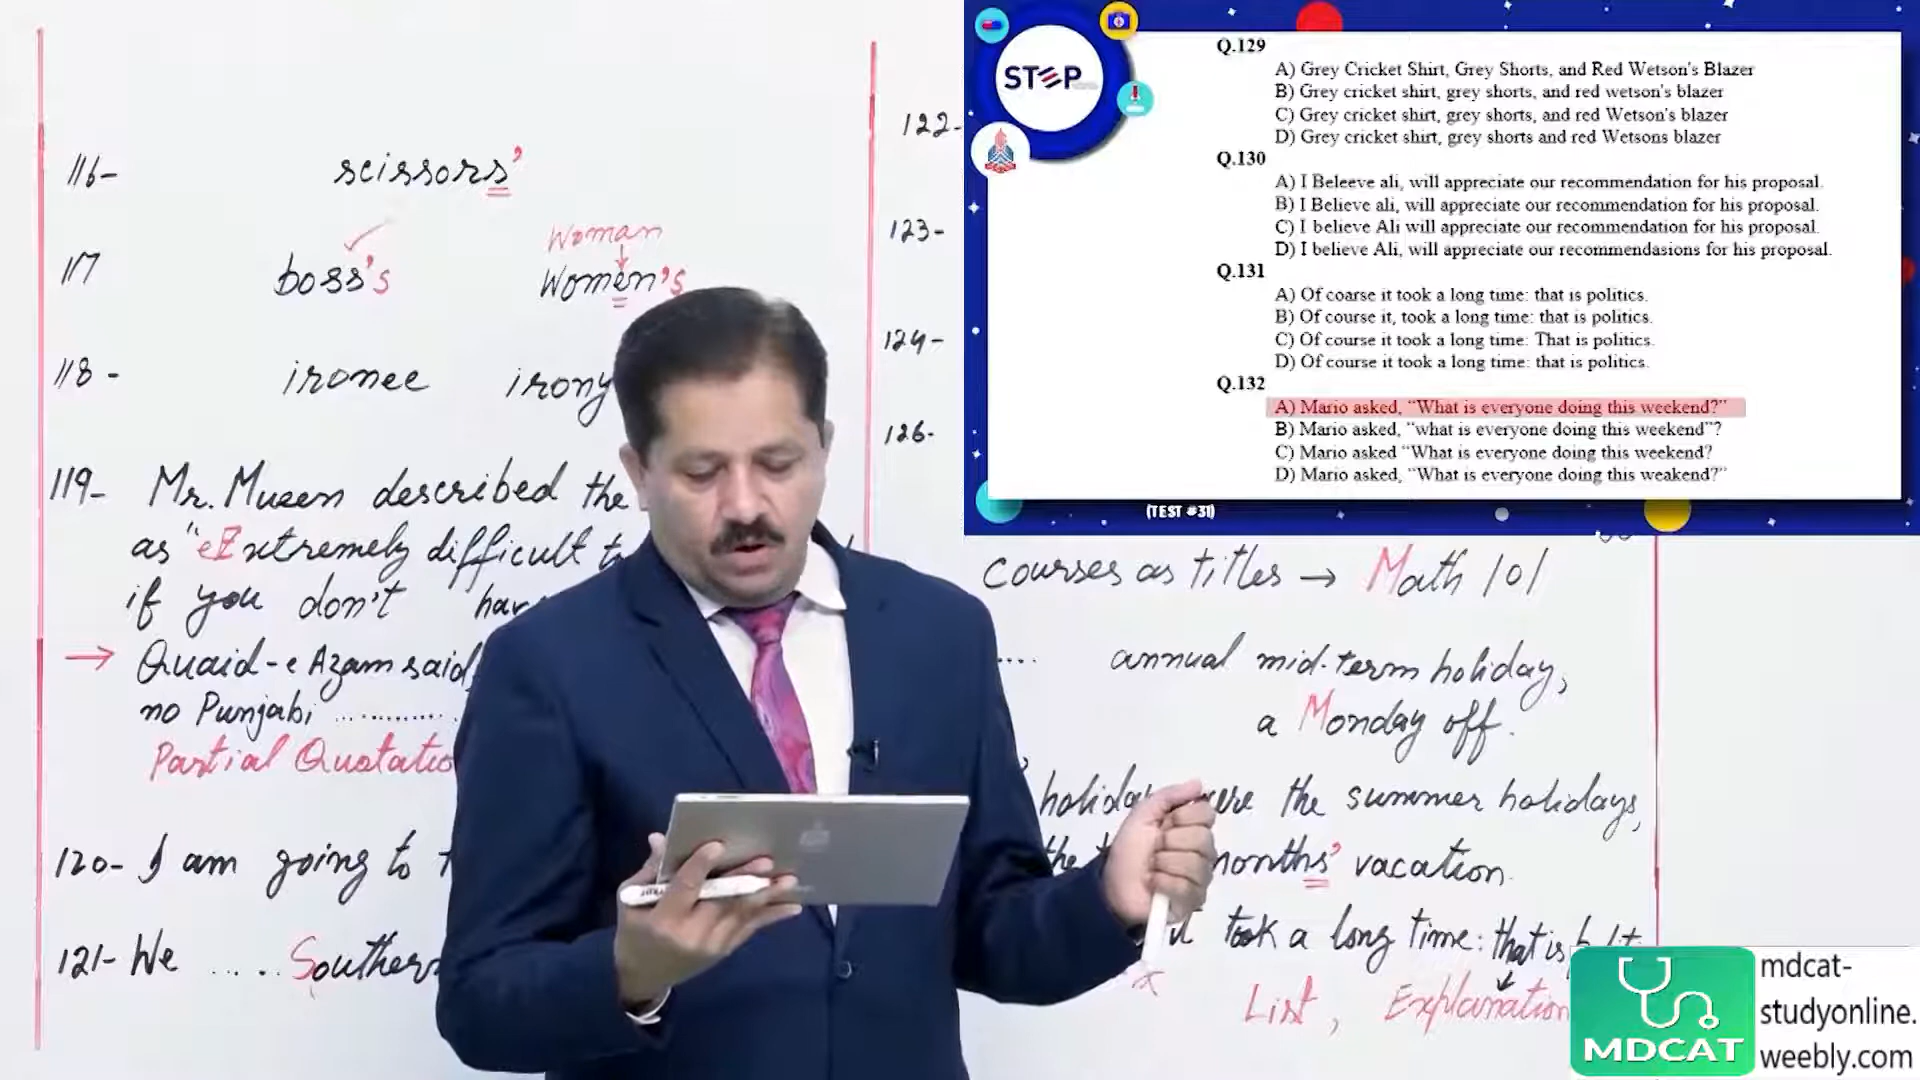 116- scissors’
117 boss’s Woman
Women’s
118 - ironee irony
119- Mr. Mueen described the
as “eExtremely difficult
if you don't
→ Quaid-e Azam said,
no Punjabi ..........
Partial
120- I am going to
121- We ..... Southern
122-
123-
124-
126-
courses as titles → Math 101
.... annual mid-term holiday,
a Monday off.
were the summer holidays,
the months’ vacation.
took a long time: that is
x
List, Explanation
STEP
Q.129
A) Grey Cricket Shirt, Grey Shorts, and Red Wetson's Blazer
B) Grey cricket shirt, grey shorts, and red wetson's blazer
C) Grey cricket shirt, grey shorts, and red Wetson's blazer
D) Grey cricket shirt, grey shorts and red Wetsons blazer
Q.130
A) I Beleeve ali, will appreciate our recommendation for his proposal.
B) I Believe ali, will appreciate our recommendation for his proposal.
C) I believe Ali will appreciate our recommendation for his proposal.
D) I believe Ali, will appreciate our recommendasions for his proposal.
Q.131
A) Of coarse it took a long time: that is politics.
B) Of course it, took a long time: that is politics.
C) Of course it took a long time: That is politics.
D) Of course it took a long time: that is politics.
Q.132
A) Mario asked, “What is everyone doing this weekend?”
B) Mario asked, “what is everyone doing this weekend”?
C) Mario asked “What is everyone doing this weekend?
D) Mario asked, “What is everyone doing this weakend?”
(TEST #31)
MDCAT
mdcat-
studyonline.
weebly.com